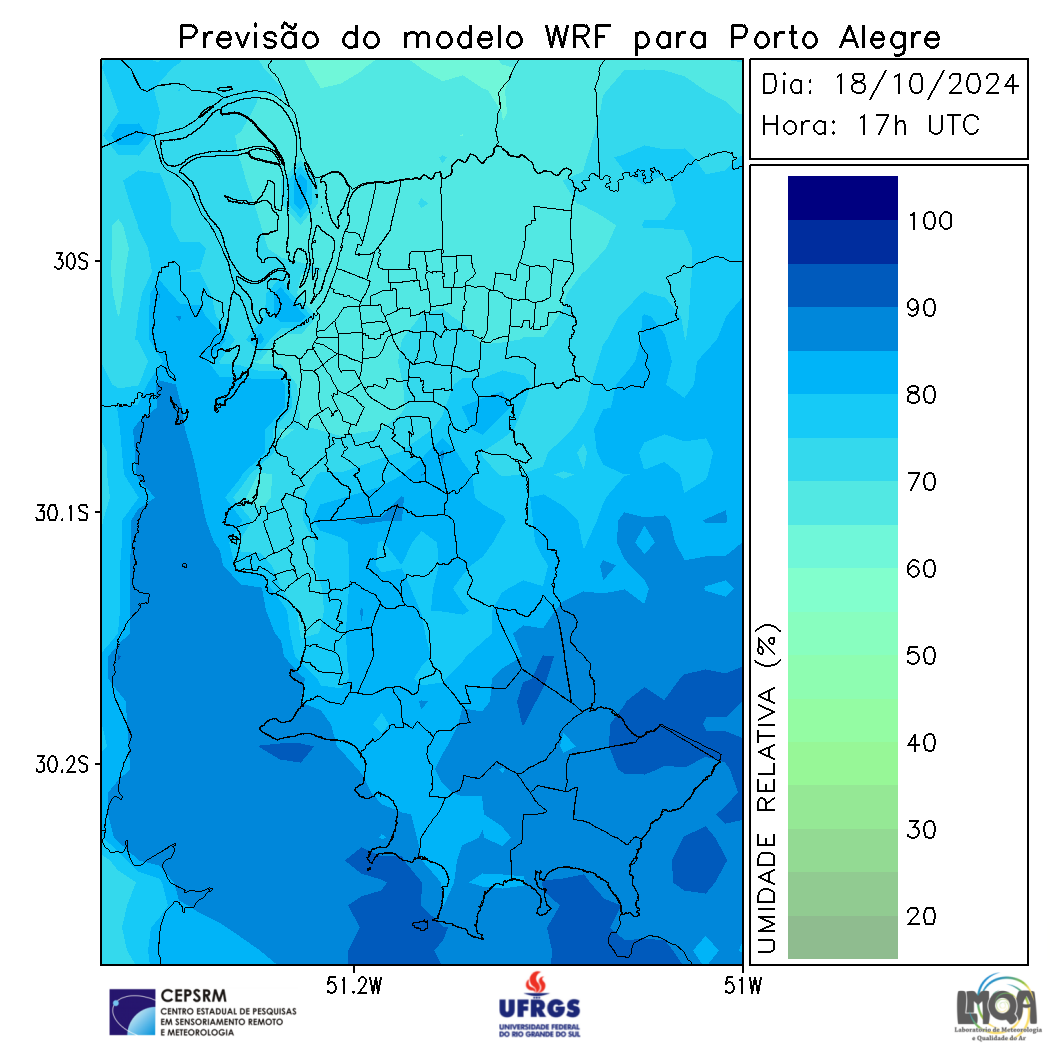 Previsão do modelo WRF para Porto Alegre
Dia: 18/10/2024
Hora: 17h UTC
30S
30.1S
30.2S
51.2W
51W
100
90
80
70
60
50
40
30
20
UMIDADE RELATIVA (%)
CEPSRM
CENTRO ESTADUAL DE PESQUISAS
EM SENSORIAMENTO REMOTO
E METEOROLOGIA
UFRGS
UNIVERSIDADE FEDERAL
DO RIO GRANDE DO SUL
LMQA
Laboratório de Meteorologia
e Qualidade do Ar